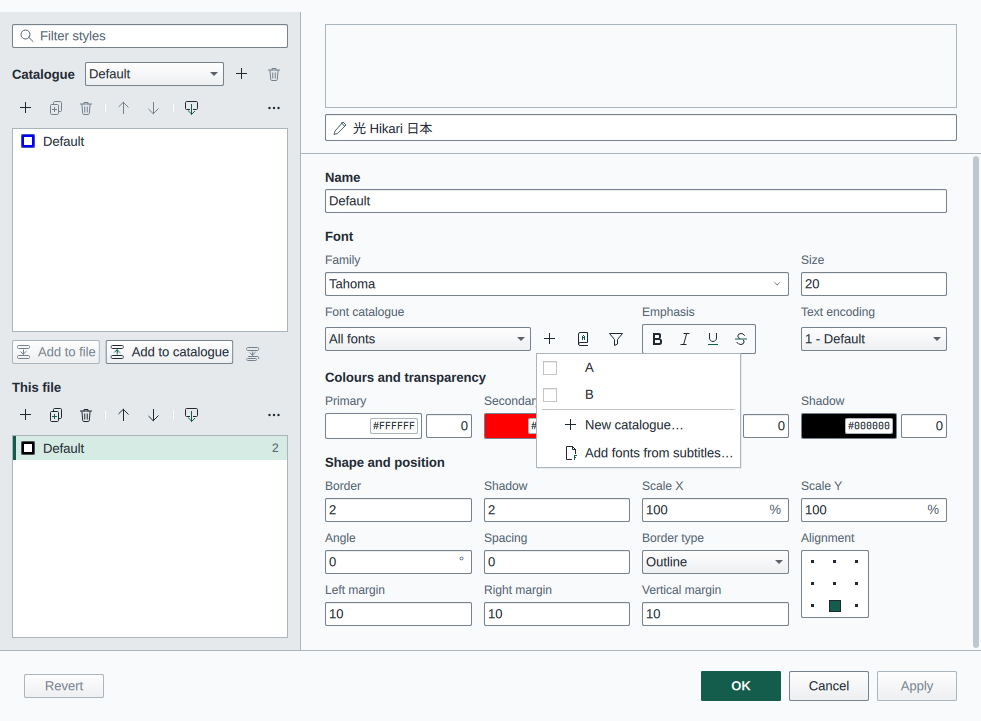 Filter styles
Catalogue
Default
Default
Add to file
Add to catalogue
This file
Default
2
光 Hikari 日本
Name
Default
Font
Family
Size
Tahoma
20
Font catalogue
Emphasis
Text encoding
All fonts
B I U S
1 - Default
A
B
New catalogue…
Add fonts from subtitles…
Colours and transparency
Primary
Shadow
#FFFFFF
0
#
0
#000000
0
Shape and position
Border
Shadow
Scale X
Scale Y
2
2
100 %
100 %
Angle
Spacing
Border type
Alignment
0 °
0
Outline
Left margin
Right margin
Vertical margin
10
10
10
Revert
OK
Cancel
Apply